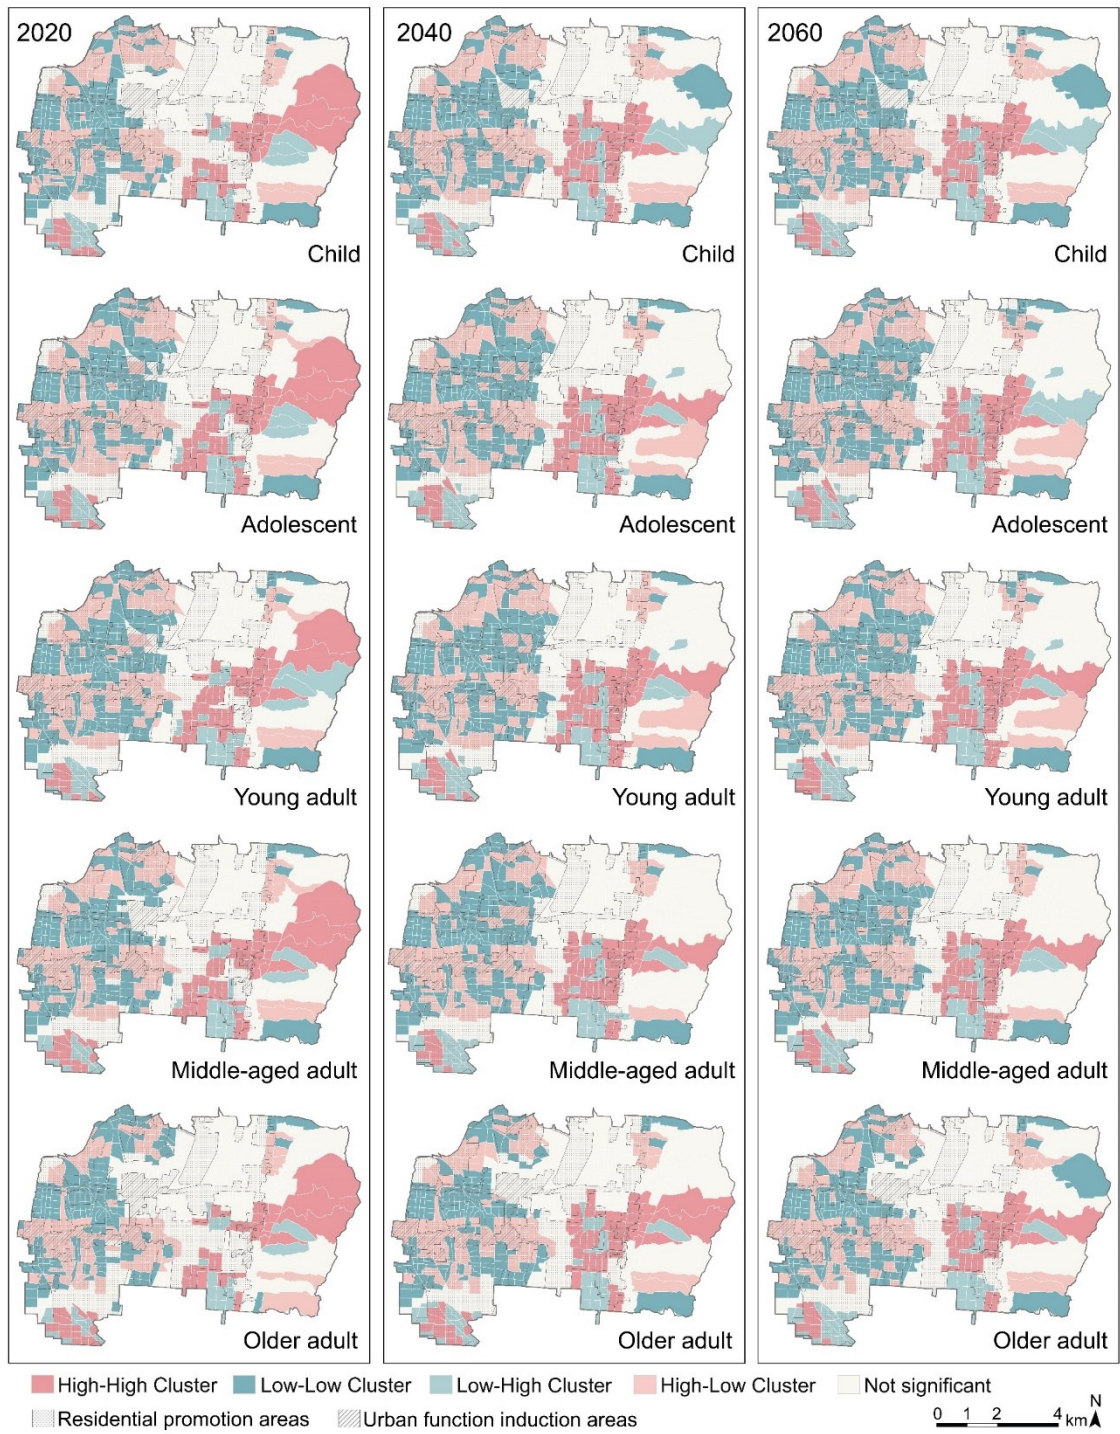 2020 2040 2060
Child Child Child
Adolescent Adolescent Adolescent
Young adult Young adult Young adult
Middle-aged adult Middle-aged adult Middle-aged adult
Older adult Older adult Older adult
High-High Cluster Low-Low Cluster Low-High Cluster High-Low Cluster Not significant
Residential promotion areas Urban function induction areas 0 1 2 4 km N